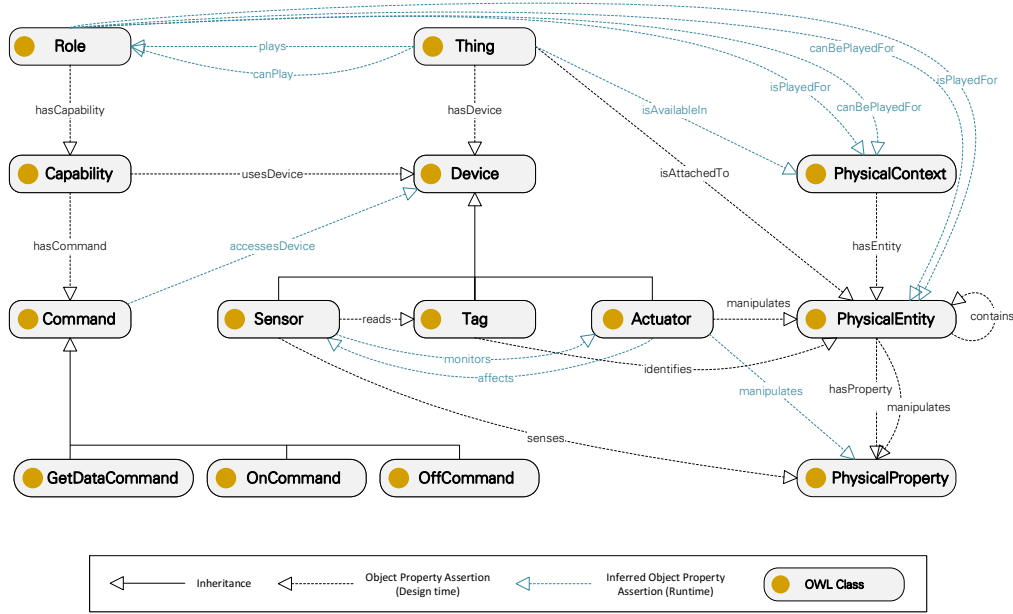 Role
plays
Thing
canPlay
canBePlayedFor
isPlayedFor
isPlayedFor
canBePlayedFor
hasCapability
hasDevice
isAvailableIn
Capability
usesDevice
Device
isAttachedTo
PhysicalContext
hasCommand
accessesDevice
hasEntity
Command
Sensor
reads
Tag
Actuator
manipulates
PhysicalEntity
contains
monitors
affects
identifies
manipulates
hasProperty
manipulates
senses
GetDataCommand
OnCommand
OffCommand
PhysicalProperty
Inheritance
Object Property Assertion
(Design time)
Inferred Object Property
Assertion (Runtime)
OWL Class